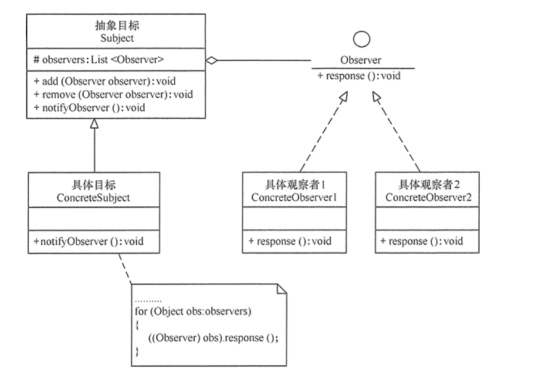 抽象目标
Subject
# observers:List <Observer>
+ add (Observer observer):void
+ remove (Observer observer):void
+ notifyObserver ():void
Observer
+ response ():void
具体目标
ConcreteSubject
+notifyObserver ():void
具体观察者1
ConcreteObserver1
+ response ():void
具体观察者2
ConcreteObserver2
+ response ():void
..........
for (Object obs:observers)
{
((Observer) obs).response ();
}